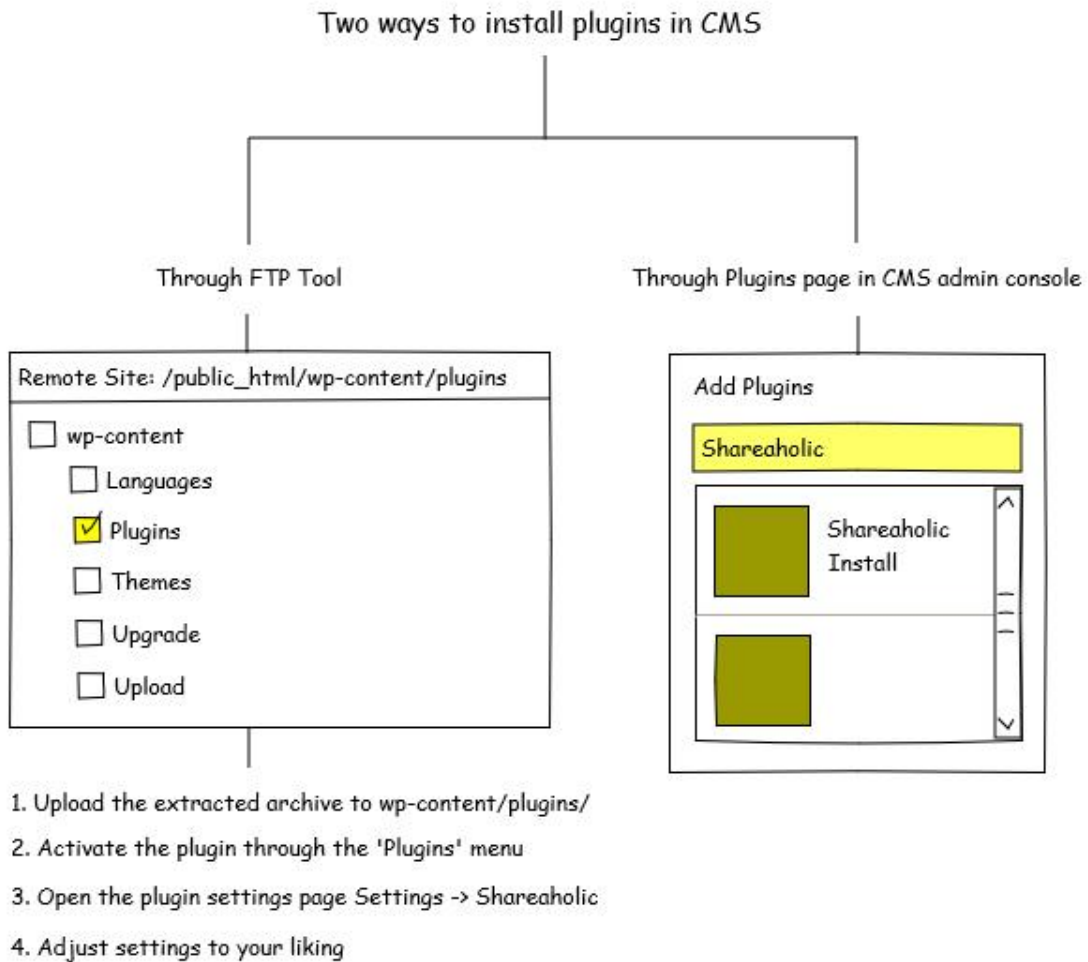 Two ways to install plugins in CMS
Through FTP Tool
Remote Site: /public_html/wp-content/plugins
wp-content
Languages
Plugins
Themes
Upgrade
Upload
1. Upload the extracted archive to wp-content/plugins/
2. Activate the plugin through the 'Plugins' menu
3. Open the plugin settings page Settings -> Shareaholic
4. Adjust settings to your liking
Through Plugins page in CMS admin console
Add Plugins
Shareaholic
Shareaholic
Install